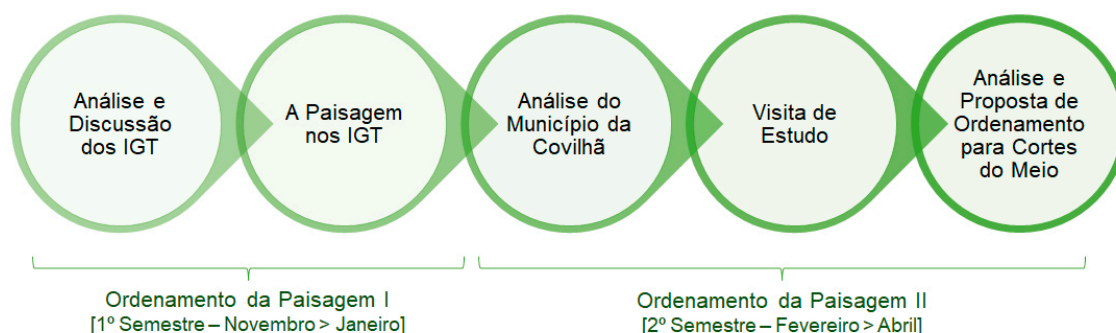 Análise e
Discussão
dos IGT
A Paisagem
nos IGT
Análise do
Município da
Covilhã
Visita de
Estudo
Análise e
Proposta de
Ordenamento
para Cortes
do Meio
Ordenamento da Paisagem I
[1º Semestre – Novembro > Janeiro]
Ordenamento da Paisagem II
[2º Semestre – Fevereiro > Abril]